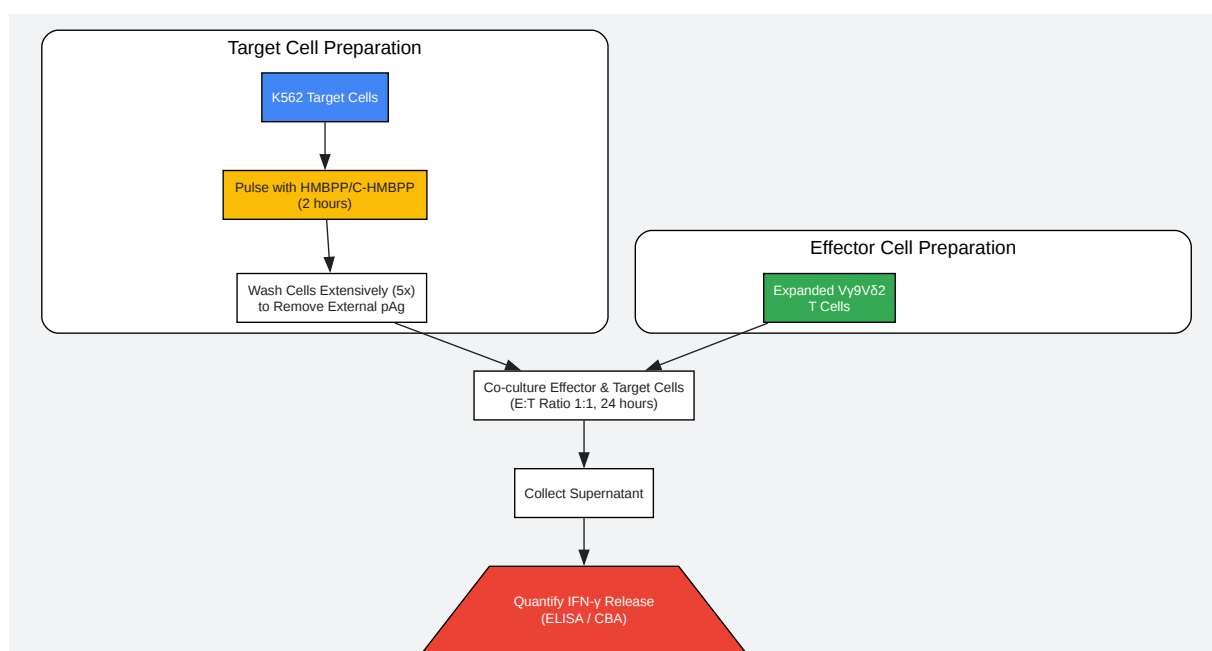 Target Cell Preparation
K562 Target Cells
Pulse with HMBPP/C-HMBPP
(2 hours)
Wash Cells Extensively (5x)
to Remove External pAg
Effector Cell Preparation
Expanded Vγ9Vδ2
T Cells
Co-culture Effector & Target Cells
(E:T Ratio 1:1, 24 hours)
Collect Supernatant
Quantify IFN-γ Release
(ELISA / CBA)